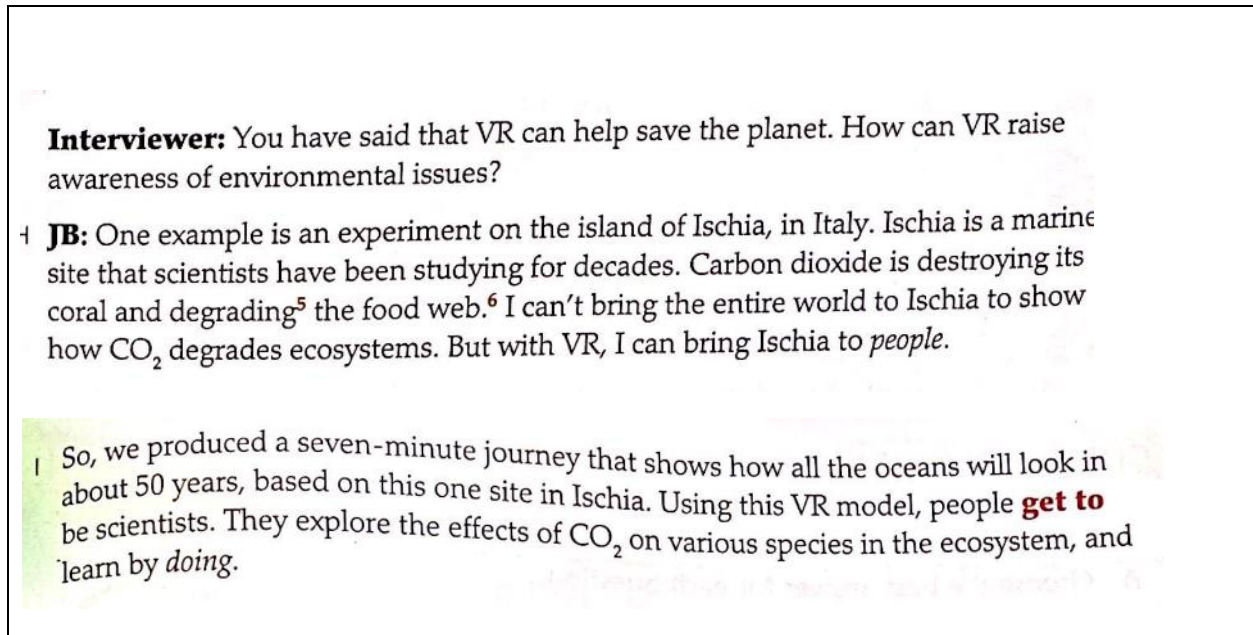 Interviewer: You have said that VR can help save the planet. How can VR raise
awareness of environmental issues?
H JB: One example is an experiment on the island of Ischia, in Italy. Ischia is a marine
site that scientists have been studying for decades. Carbon dioxide is destroying its
coral and degrading⁵ the food web.⁶ I can't bring the entire world to Ischia to show
how CO₂ degrades ecosystems. But with VR, I can bring Ischia to people.
I So, we produced a seven-minute journey that shows how all the oceans will look in
about 50 years, based on this one site in Ischia. Using this VR model, people get to
be scientists. They explore the effects of CO₂ on various species in the ecosystem, and
learn by doing.